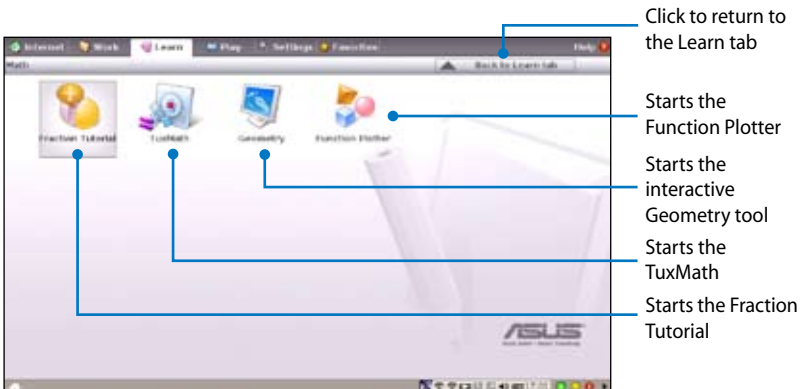 Click to return to
the Learn tab
Internet Work Learn Play Settings Favorites Help
Math
Back to Learn tab
Fraction Tutorial TuxMath Geometry Function Plotter
Starts the
Function Plotter
Starts the
interactive
Geometry tool
Starts the
TuxMath
Starts the Fraction
Tutorial
ASUS